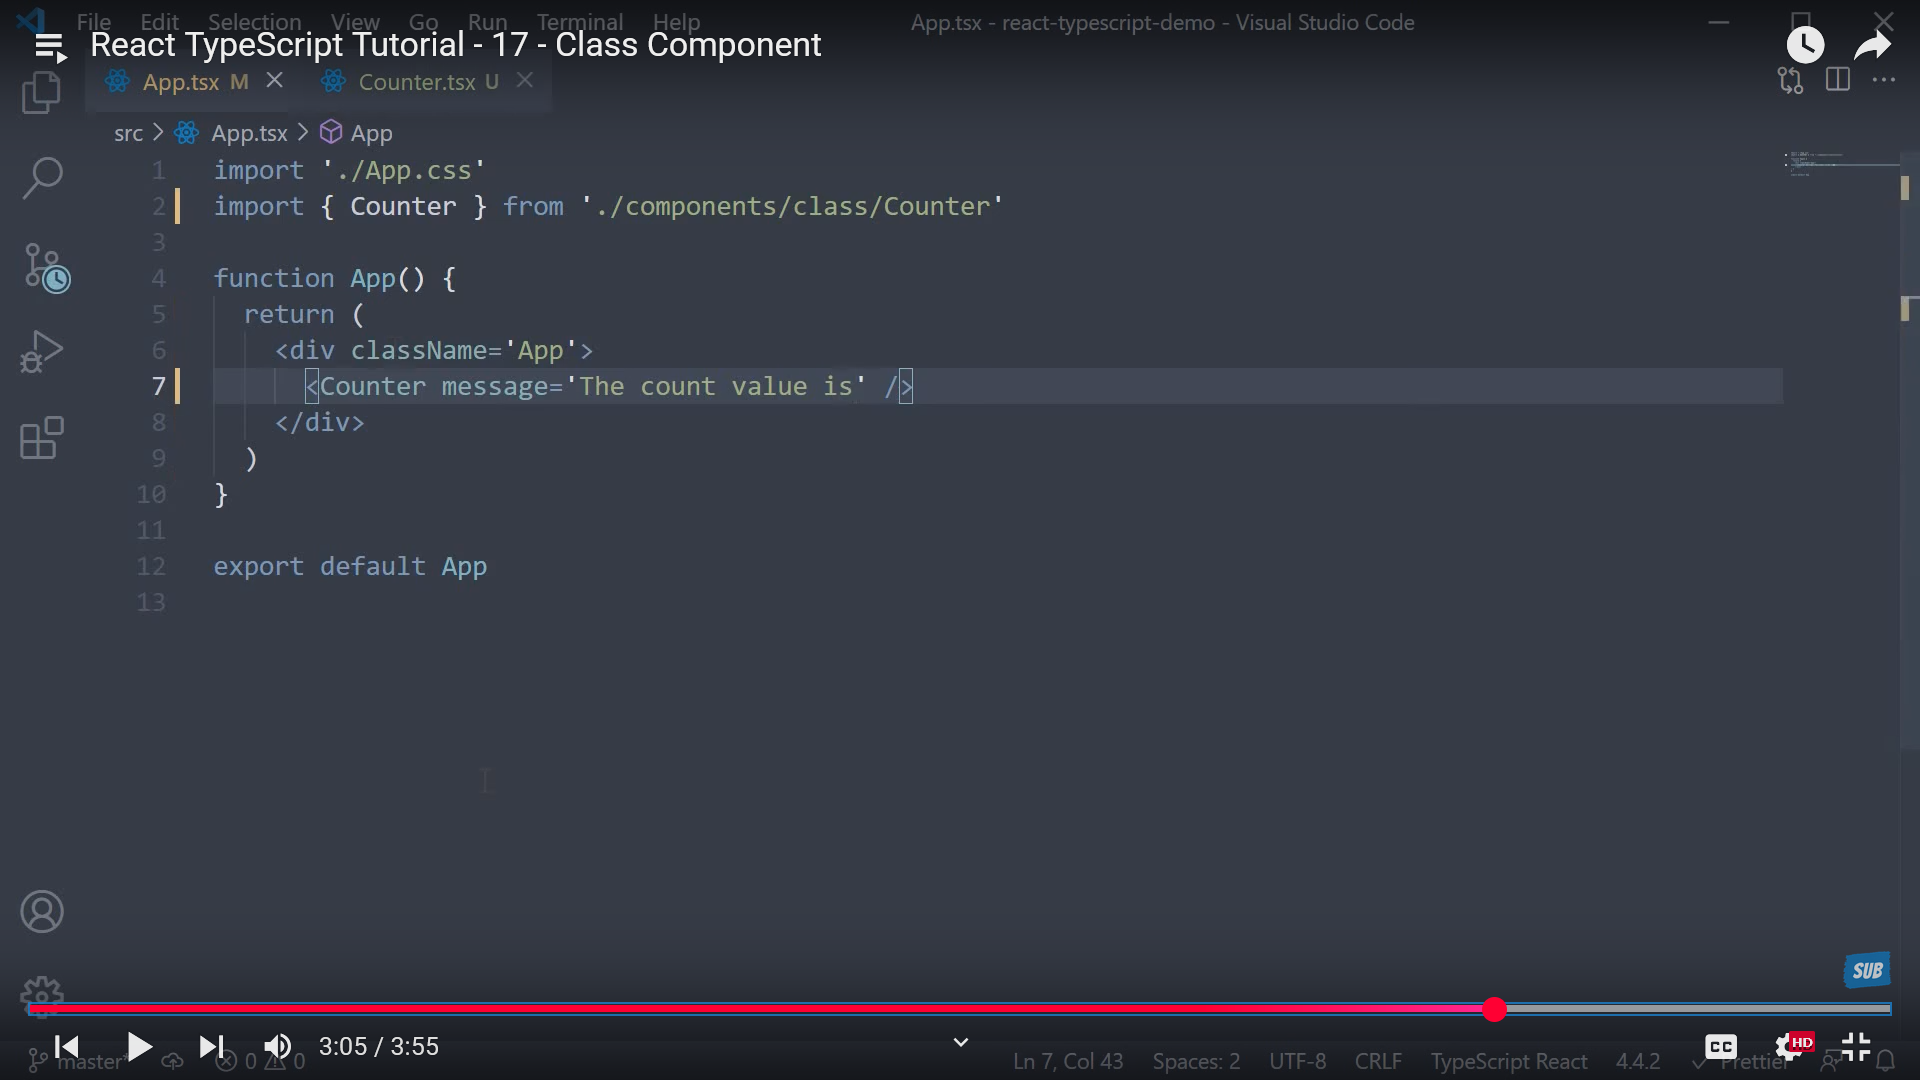 File Edit Selection View Go Run Terminal Help
App.tsx - react-typescript-demo - Visual Studio Code
React TypeScript Tutorial - 17 - Class Component
App.tsx M Counter.tsx U
src > App.tsx > App
1 import './App.css'
2 import { Counter } from './components/class/Counter'
3
4 function App() {
5 return (
6 <div className='App'>
7 <Counter message='The count value is' />
8 </div>
9 )
10 }
11
12 export default App
13
SUB
3:05 / 3:55
CC HD
master* 0 0 Ln 7, Col 43 Spaces: 2 UTF-8 CRLF TypeScript React 4.4.2 Prettier